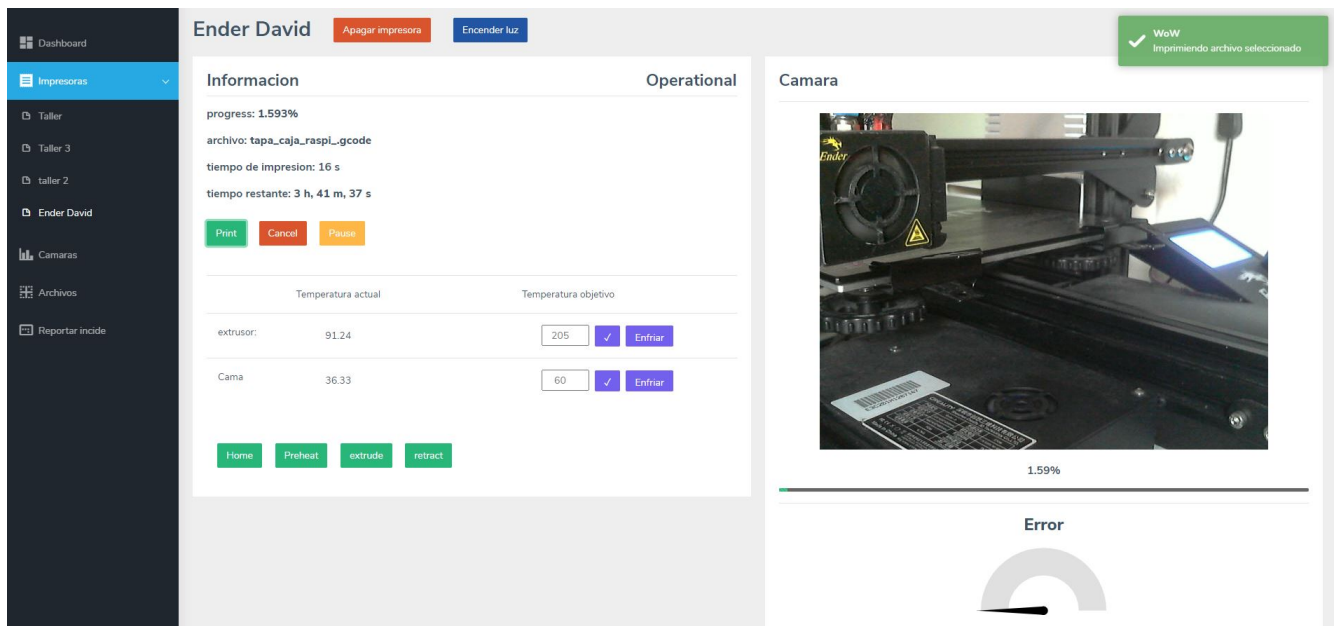 Dashboard
Impresoras
Taller
Taller 3
taller 2
Ender David
Camaras
Archivos
Reportar incide
Ender David
Apagar impresora
Encender luz
WoW
Imprimiendo archivo seleccionado
Informacion
Operational
progress: 1.593%
archivo: tapa_caja_raspi_.gcode
tiempo de impresion: 16 s
tiempo restante: 3 h, 41 m, 37 s
Print
Cancel
Pause
Temperatura actual
Temperatura objetivo
extrusor:
91.24
205
✓
Enfriar
Cama
36.33
60
✓
Enfriar
Home
Preheat
extrude
retract
Camara
Ender
1.59%
Error